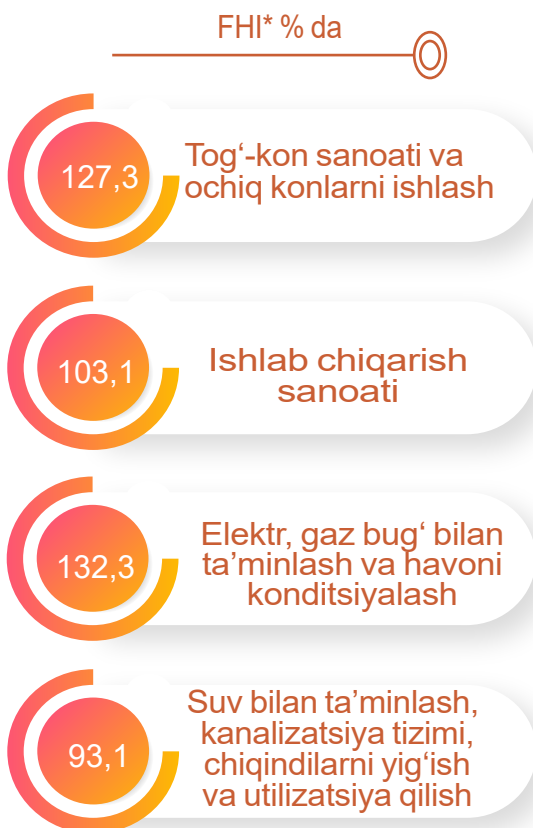 FHI* % da
127,3
Tog‘-kon sanoati va
ochiq konlarni ishlash
103,1
Ishlab chiqarish
sanoati
132,3
Elektr, gaz bug‘ bilan
ta’minlash va havoni
konditsiyalash
93,1
Suv bilan ta’minlash,
kanalizatsiya tizimi,
chiqindilarni yig‘ish
va utilizatsiya qilish